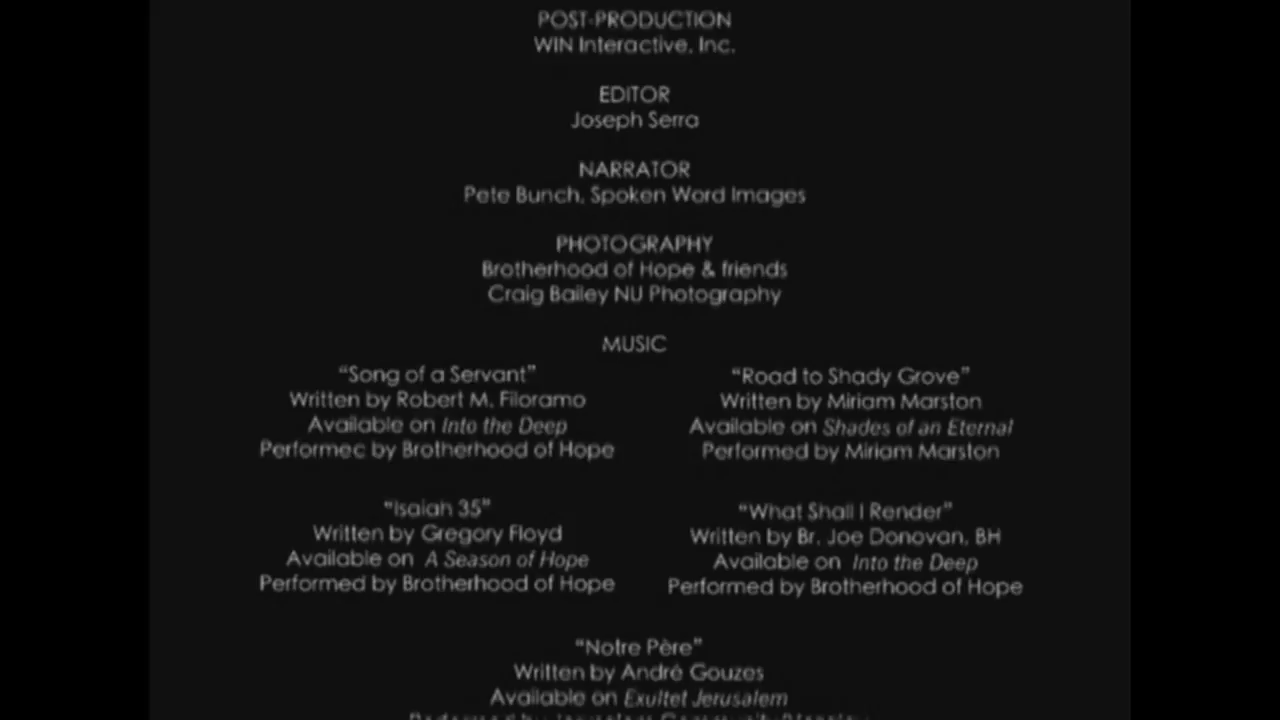 POST-PRODUCTION
WIN Interactive, Inc.
EDITOR
Joseph Serra
NARRATOR
Pete Bunch, Spoken Word Images
PHOTOGRAPHY
Brotherhood of Hope & friends
Craig Bailey NU Photography
MUSIC
“Song of a Servant”
Written by Robert M. Filoramo
Available on Into the Deep
Performed by Brotherhood of Hope
“Road to Shady Grove”
Written by Miriam Marston
Available on Shades of an Eternal
Performed by Miriam Marston
“Isaiah 35”
Written by Gregory Floyd
Available on A Season of Hope
Performed by Brotherhood of Hope
“What Shall I Render”
Written by Br. Joe Donovan, BH
Available on Into the Deep
Performed by Brotherhood of Hope
“Notre Père”
Written by André Gouzes
Available on Exultet Jerusalem